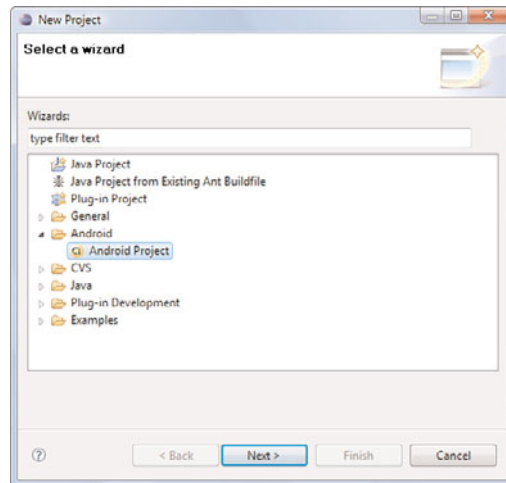 New Project
Select a wizard
Wizards:
type filter text
Java Project
Java Project from Existing Ant Buildfile
Plug-in Project
General
Android
Android Project
CVS
Java
Plug-in Development
Examples
< Back
Next >
Finish
Cancel